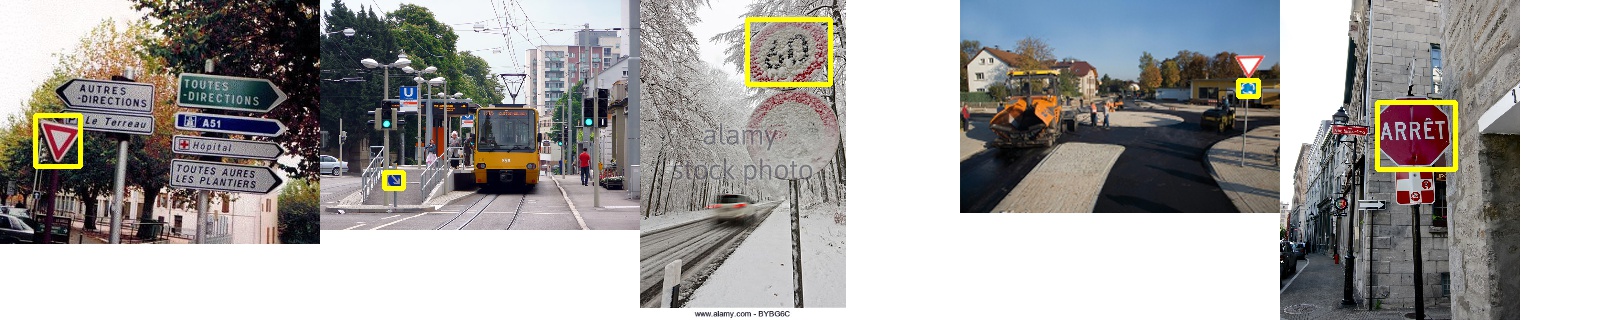 AUTRES
-DIRECTIONS
Le Terreau
TOUTES
-DIRECTIONS
A51
Hôpital
TOUTES AURES
LES PLANTIERS
U
60
alamy
stock photo
www.alamy.com - BYBG6C
ARRÊT